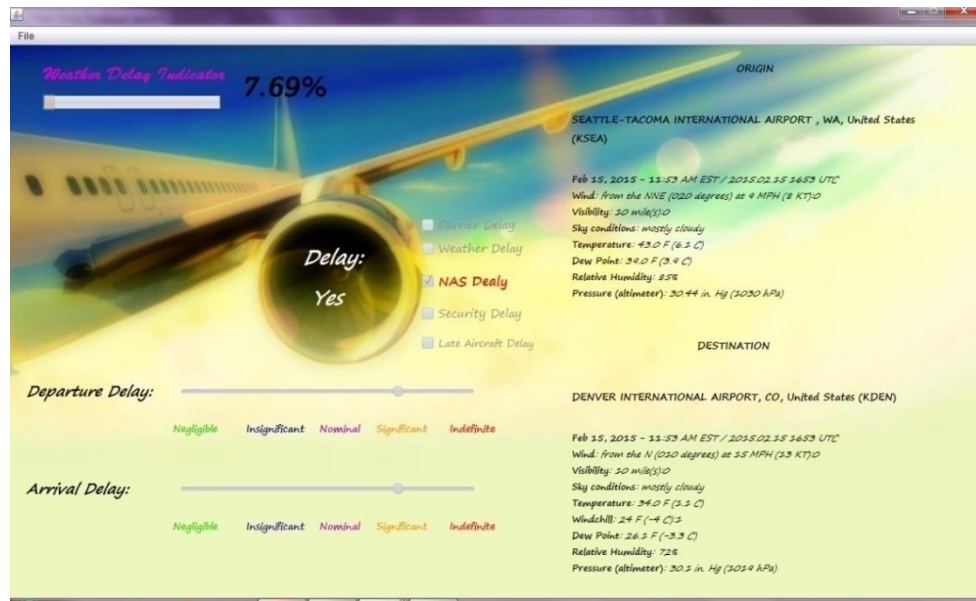 File
Weather Delay Indicator
7.69%
Delay:
Yes
Carrier Delay
Weather Delay
NAS Dealy
Security Delay
Late Aircraft Delay
Departure Delay:
Negligible Insignificant Nominal Significant Indefinite
Arrival Delay:
Negligible Insignificant Nominal Significant Indefinite
ORIGIN
SEATTLE-TACOMA INTERNATIONAL AIRPORT , WA, United States
(KSEA)
Feb 15, 2015 - 11:53 AM EST / 2015.02.15 1653 UTC
Wind: from the NNE (020 degrees) at 9 MPH (8 KT):0
Visibility: 10 mile(s):0
Sky conditions: mostly cloudy
Temperature: 43.0 F (6.1 C)
Dew Point: 39.0 F (3.9 C)
Relative Humidity: 85%
Pressure (altimeter): 30.44 in. Hg (1030 hPa)
DESTINATION
DENVER INTERNATIONAL AIRPORT, CO, United States (KDEN)
Feb 15, 2015 - 11:53 AM EST / 2015.02.15 1653 UTC
Wind: from the N (010 degrees) at 15 MPH (13 KT):0
Visibility: 10 mile(s):0
Sky conditions: mostly cloudy
Temperature: 34.0 F (1.1 C)
Windchill: 24 F (-4 C):1
Dew Point: 26.1 F (-3.3 C)
Relative Humidity: 72%
Pressure (altimeter): 30.1 in. Hg (1019 hPa)